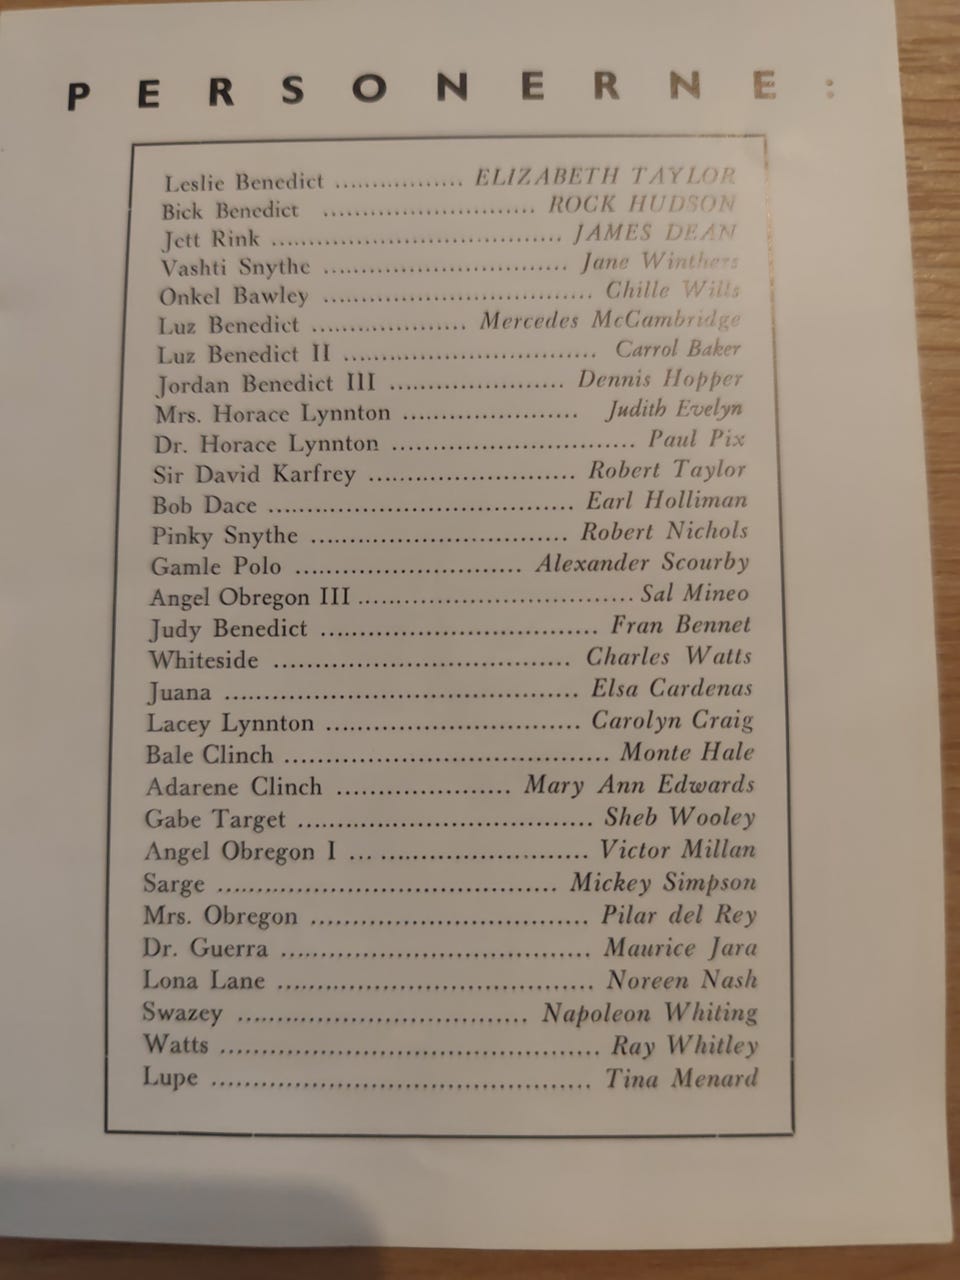 PERSONERNE:
Leslie Benedict ................. ELIZABETH TAYLOR
Bick Benedict ............................ ROCK HUDSON
Jett Rink ...................................... JAMES DEAN
Vashti Snythe ................................ Jane Winthers
Onkel Bawley ................................... Chille Wills
Luz Benedict .................... Mercedes McCambridge
Luz Benedict II ................................. Carrol Baker
Jordan Benedict III ....................... Dennis Hopper
Mrs. Horace Lynnton ....................... Judith Evelyn
Dr. Horace Lynnton ................................ Paul Pix
Sir David Karfrey ........................... Robert Taylor
Bob Dace ........................................ Earl Holliman
Pinky Snythe .................................. Robert Nichols
Gamle Polo .............................. Alexander Scourby
Angel Obregon III .................................... Sal Mineo
Judy Benedict .................................... Fran Bennet
Whiteside ....................................... Charles Watts
Juana .............................................. Elsa Cardenas
Lacey Lynnton ................................. Carolyn Craig
Bale Clinch .......................................... Monte Hale
Adarene Clinch ....................... Mary Ann Edwards
Gabe Target ...................................... Sheb Wooley
Angel Obregon I ... ........................... Victor Millan
Sarge ............................................ Mickey Simpson
Mrs. Obregon .................................... Pilar del Rey
Dr. Guerra ........................................ Maurice Jara
Lona Lane ......................................... Noreen Nash
Swazey ...................................... Napoleon Whiting
Watts ................................................. Ray Whitley
Lupe ................................................. Tina Menard